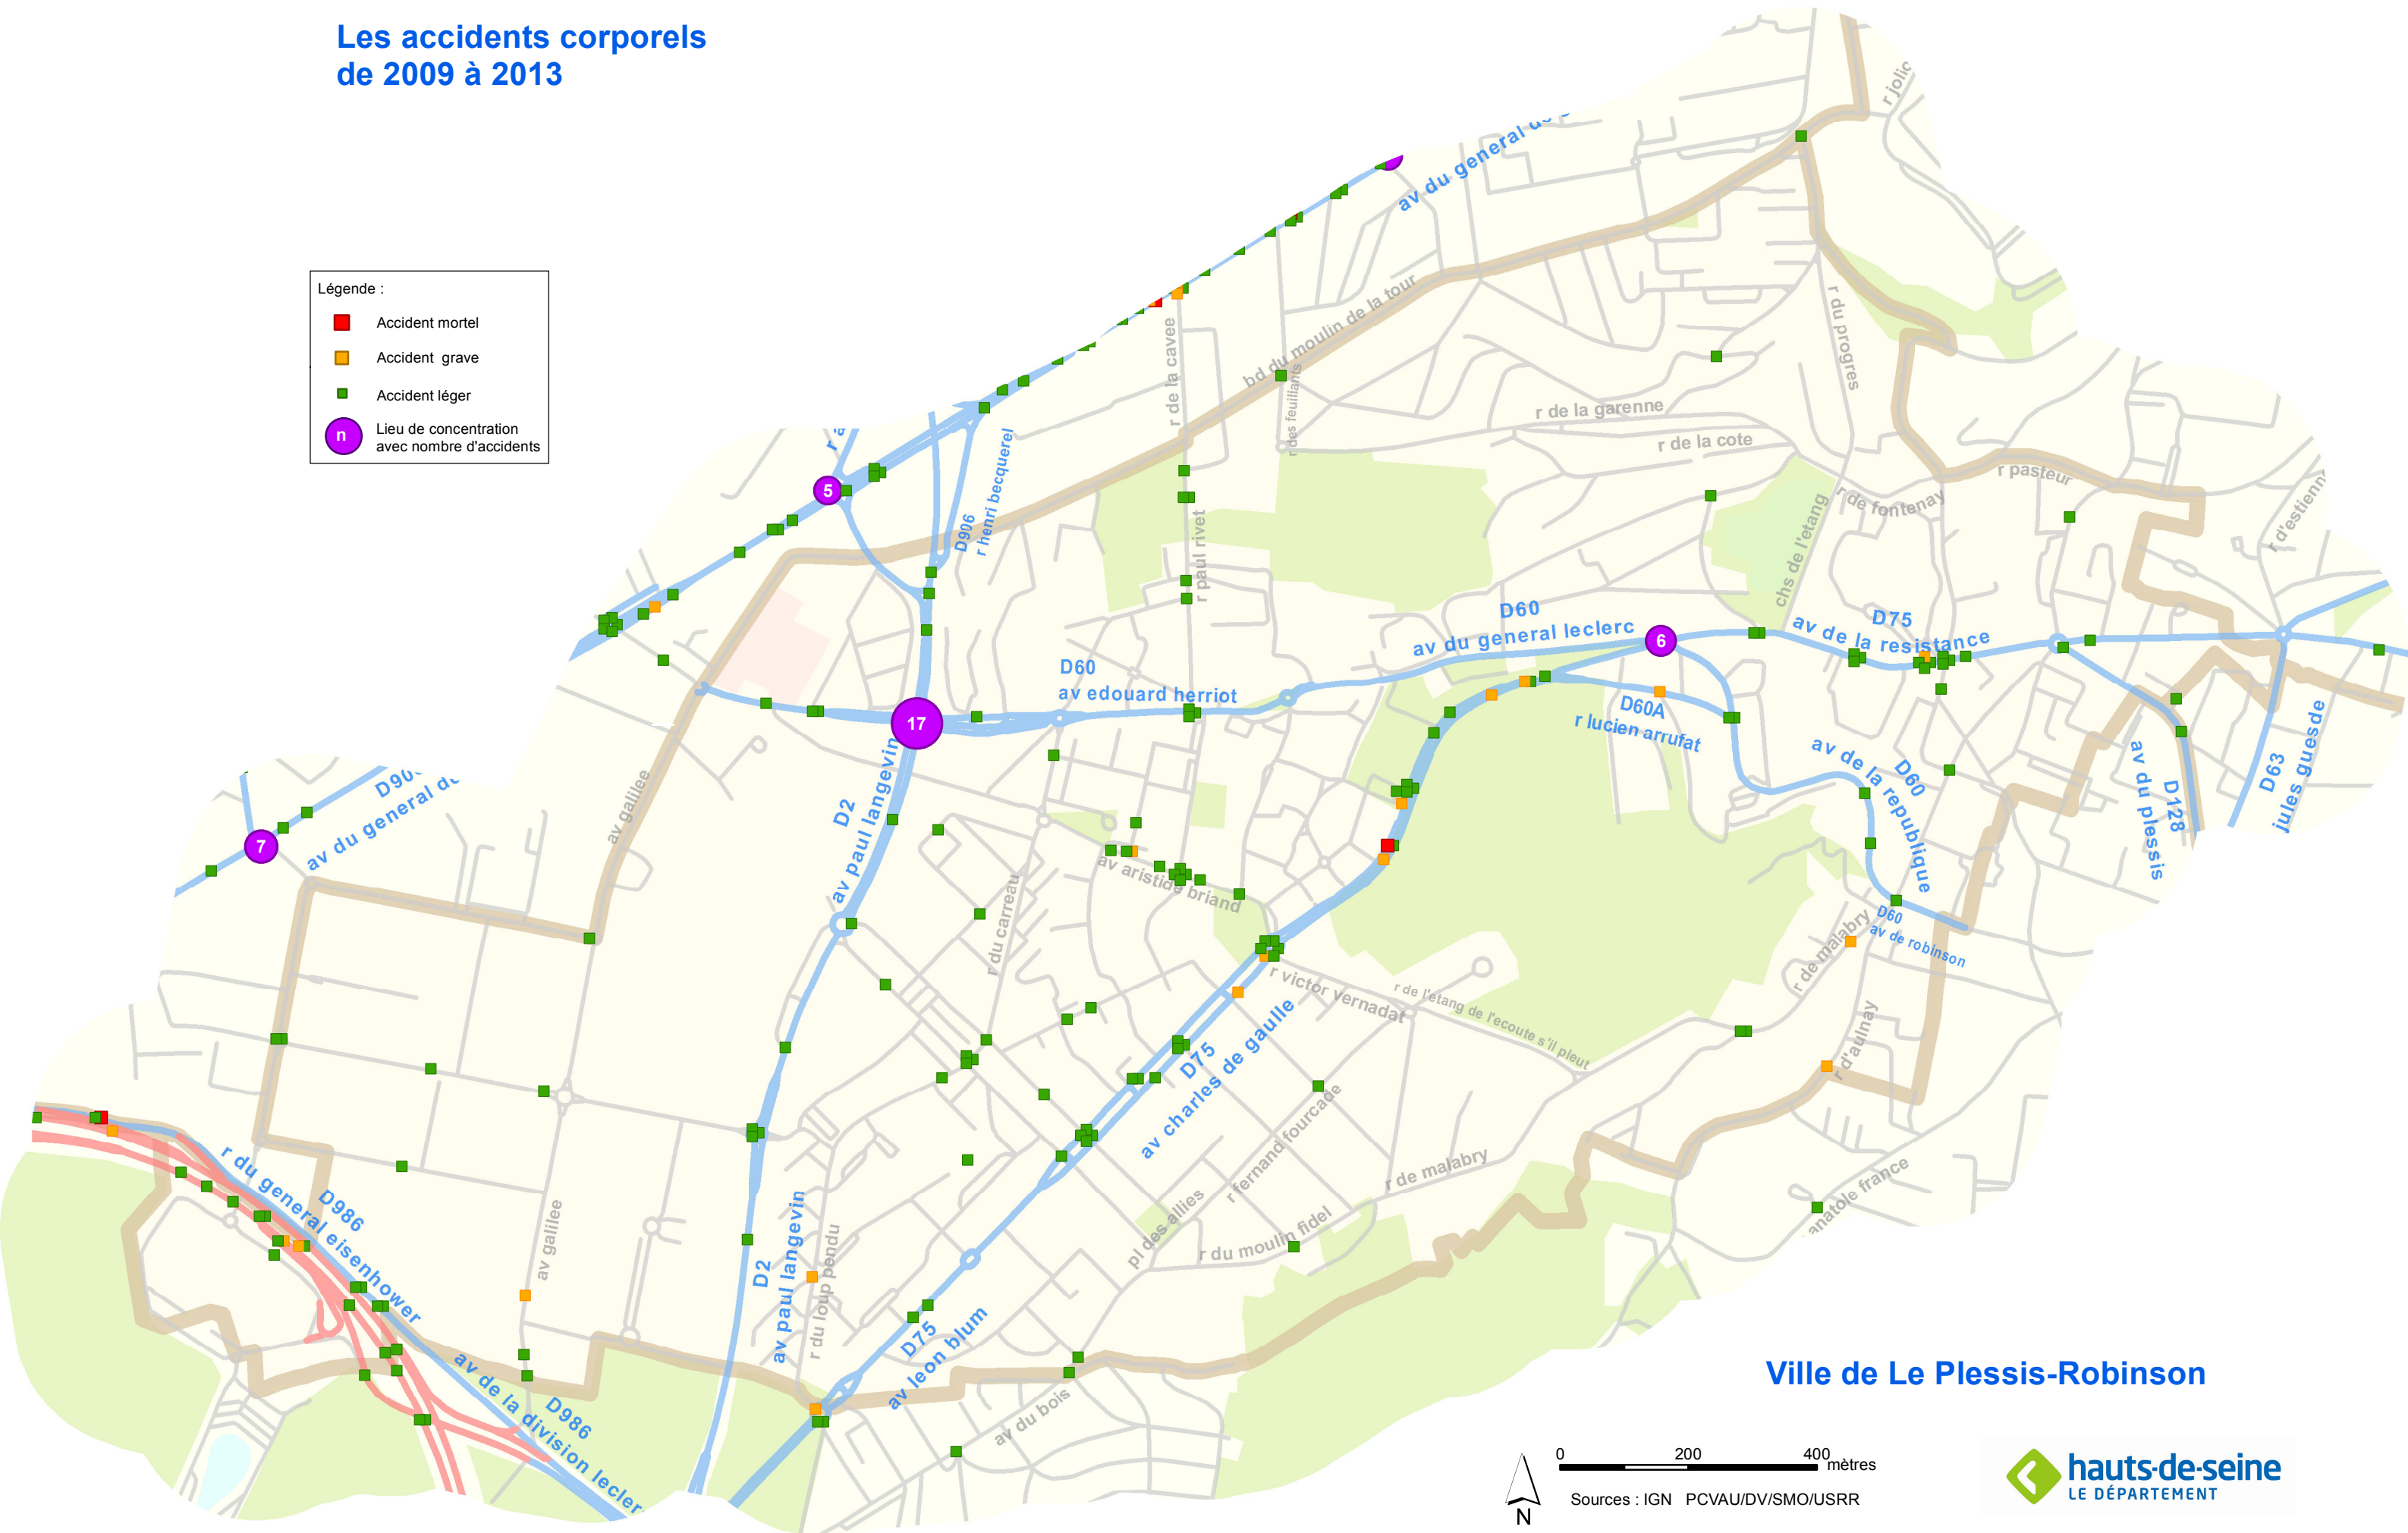 Les accidents corporels
de 2009 à 2013
Légende :
Accident mortel
Accident grave
Accident léger
n
Lieu de concentration
avec nombre d'accidents
av du general
r jolic
r du progres
bd du moulin de la tour
r de la cavee
r des feuillants
r de la garenne
r de la cote
r pasteur
r de fontenay
r d'estienn
chs de l'etang
5
D906
r henri becquerel
r paul rivet
D60
av du general leclerc
6
D75
av de la resistance
D60
av edouard herriot
17
D60A
r lucien arrufat
D60
av de la republique
D128
av du plessis
D63
jules guesde
7
av du general de
av galilee
D2
av paul langevin
av aristide briand
r du carreau
D60
av de robinson
r de malabry
r victor vernadat
r de l'etang de l'ecoute s'il pleut
r d'aulnay
D75
av charles de gaulle
r fernand fourcade
r de malabry
pl des allies
r du moulin fidel
anatole france
D986
r du general eisenhower
av galilee
D2
av paul langevin
r du loup pendu
D75
av leon blum
av du bois
D986
av de la division lecler
Ville de Le Plessis-Robinson
0 200 400
mètres
N
Sources : IGN PCVAU/DV/SMO/USRR
hauts-de-seine
LE DÉPARTEMENT